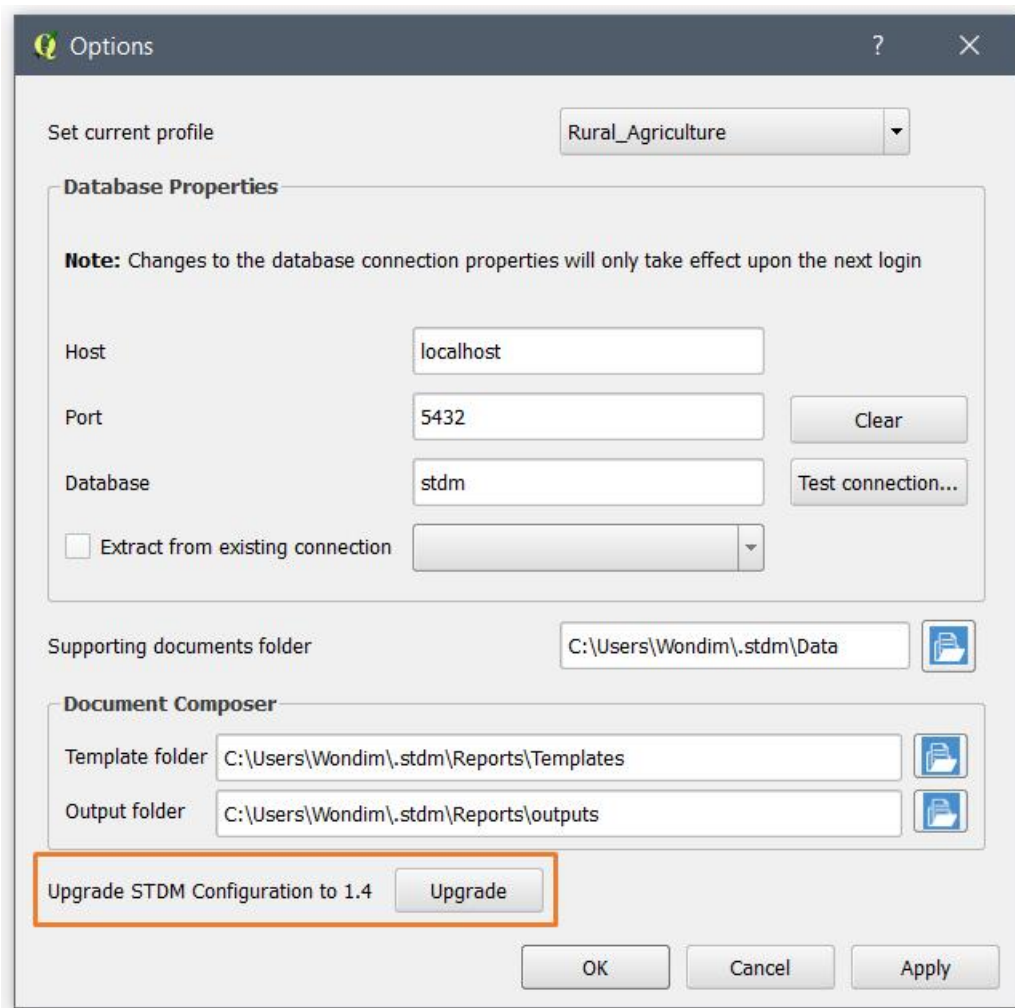 Options ?
Set current profile Rural_Agriculture
Database Properties
Note: Changes to the database connection properties will only take effect upon the next login
Host localhost
Port 5432 Clear
Database stdm Test connection...
Extract from existing connection
Supporting documents folder C:\Users\Wondim\.stdm\Data
Document Composer
Template folder C:\Users\Wondim\.stdm\Reports\Templates
Output folder C:\Users\Wondim\.stdm\Reports\outputs
Upgrade STDM Configuration to 1.4 Upgrade
OK Cancel Apply